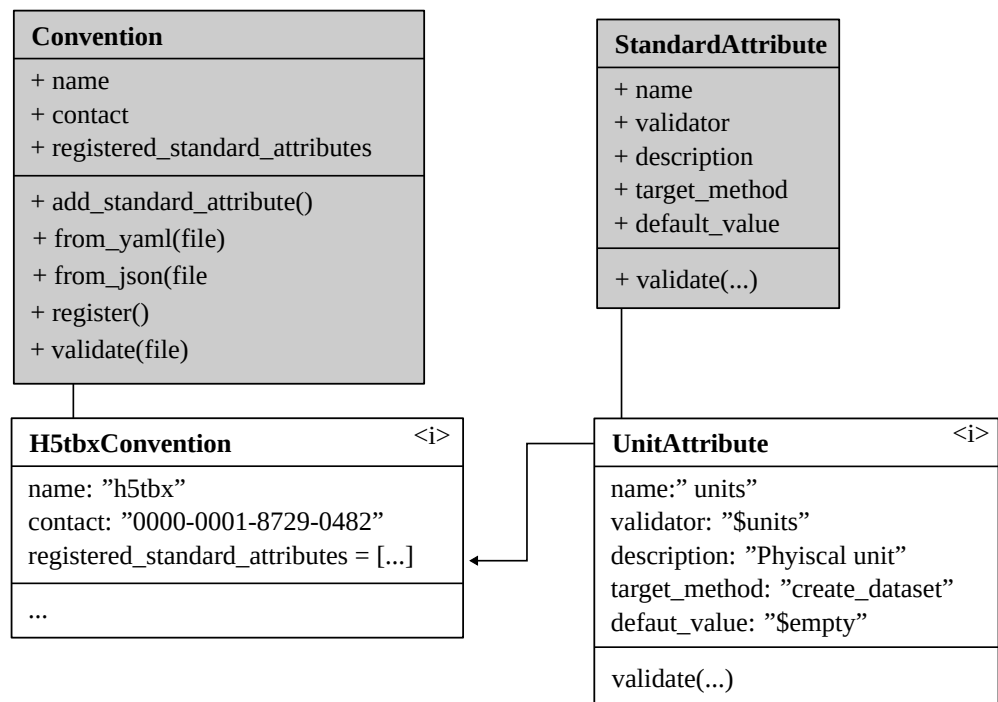 Convention
+ name
+ contact
+ registered_standard_attributes
+ add_standard_attribute()
+ from_yaml(file)
+ from_json(file
+ register()
+ validate(file)
StandardAttribute
+ name
+ validator
+ description
+ target_method
+ default_value
+ validate(...)
H5tbxConvention
<i>
name: ”h5tbx”
contact: ”0000-0001-8729-0482”
registered_standard_attributes = [...]
...
UnitAttribute
<i>
name:” units”
validator: ”$units”
description: ”Phyiscal unit”
target_method: ”create_dataset”
defaut_value: ”$empty”
validate(...)